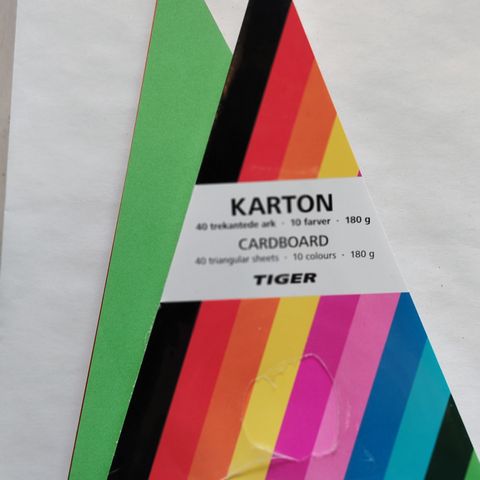 KARTON
40 trekantede ark · 10 farver · 180 g
CARDBOARD
40 triangular sheets · 10 colours · 180 g
TIGER